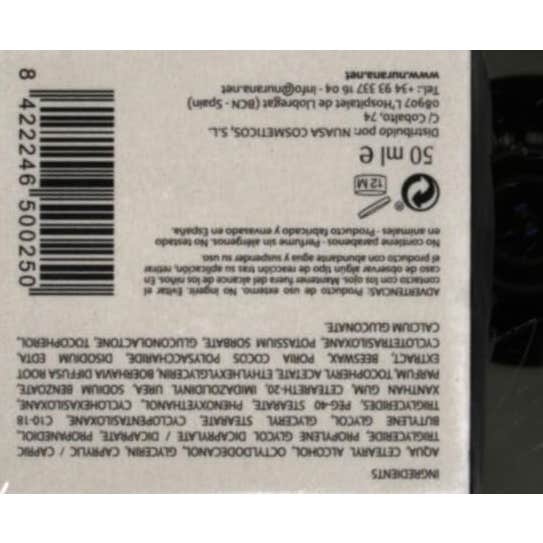 INGREDIENTS
AQUA, CETEARYL ALCOHOL, OCTYLDODECANOL, GLYCERIN, CAPRYLIC / CAPRIC
TRIGLYCERIDE, PROPYLENE GLYCOL DICAPRYLATE / DICAPRATE, PROPANEDIOL,
BUTYLENE GLYCOL, GLYCERYL STEARATE, CYCLOPENTASILOXANE, C10-18
TRIGLYCERIDES, PEG-40 STEARATE, PHENOXYETHANOL, CYCLOHEXASILOXANE,
XANTHAN GUM, CETEARETH-20, IMIDAZOLIDINYL UREA, SODIUM BENZOATE,
PARFUM, TOCOPHERYL ACETATE, ETHYLHEXYLGLYCERIN, BOERHAVIA DIFFUSA ROOT
EXTRACT, BEESWAX, PORIA COCOS POLYSACCHARIDE, DISODIUM EDTA,
CYCLOTETRASILOXANE, POTASSIUM SORBATE, GLUCONOLACTONE, TOCOPHEROL,
CALCIUM GLUCONATE.
ADVERTENCIAS: Producto de uso externo. No ingerir. Evitar el
contacto con los ojos. Mantener fuera del alcance de los niños. En
caso de observar algún tipo de reacción tras su aplicación, retirar
el producto con abundante agua y suspender su uso.
No contiene parabenos - Perfume sin alérgenos. No testado
en animales - Producto fabricado y envasado en España.
12 M
50 ml e
Distribuido por: NUASA COSMETICOS, S.L.
C/ Cobalto, 74
08907 L'Hospitalet de Llobregat (BCN - Spain)
Tel.: +34 93 337 16 04 - info@nurana.net
www.nurana.net
8 422246 500250